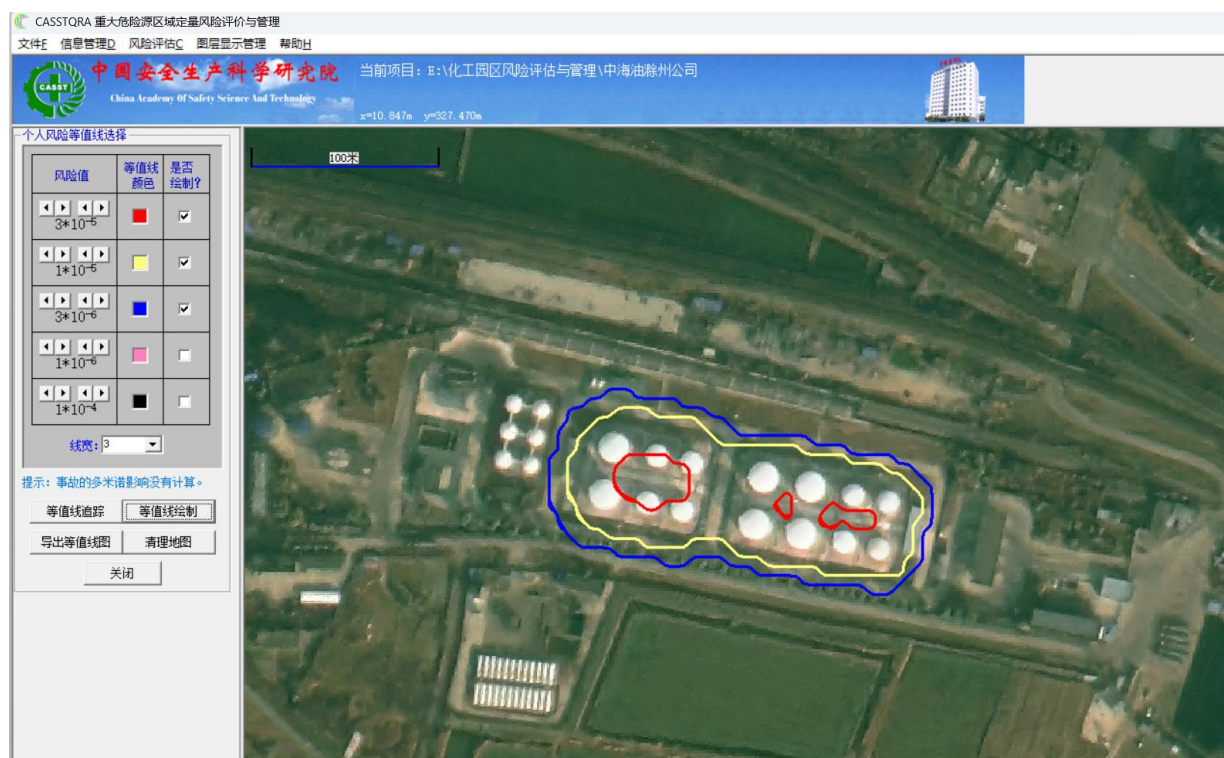 CASSTQRA 重大危险源区域定量风险评价与管理
文件F 信息管理D 风险评估C 图层显示管理 帮助H
CASST
中国安全生产科学研究院
China Academy Of Safety Science And Technology
当前项目：E:\化工园区风险评估与管理\中海油滁州公司
x=10.847m y=327.470m
个人风险等值线选择
风险值 等值线颜色 是否绘制?
3*10-5
1*10-5
3*10-6
1*10-6
1*10-4
线宽: 3
提示: 事故的多米诺影响没有计算。
等值线追踪 等值线绘制
导出等值线图 清理地图
关闭
100米